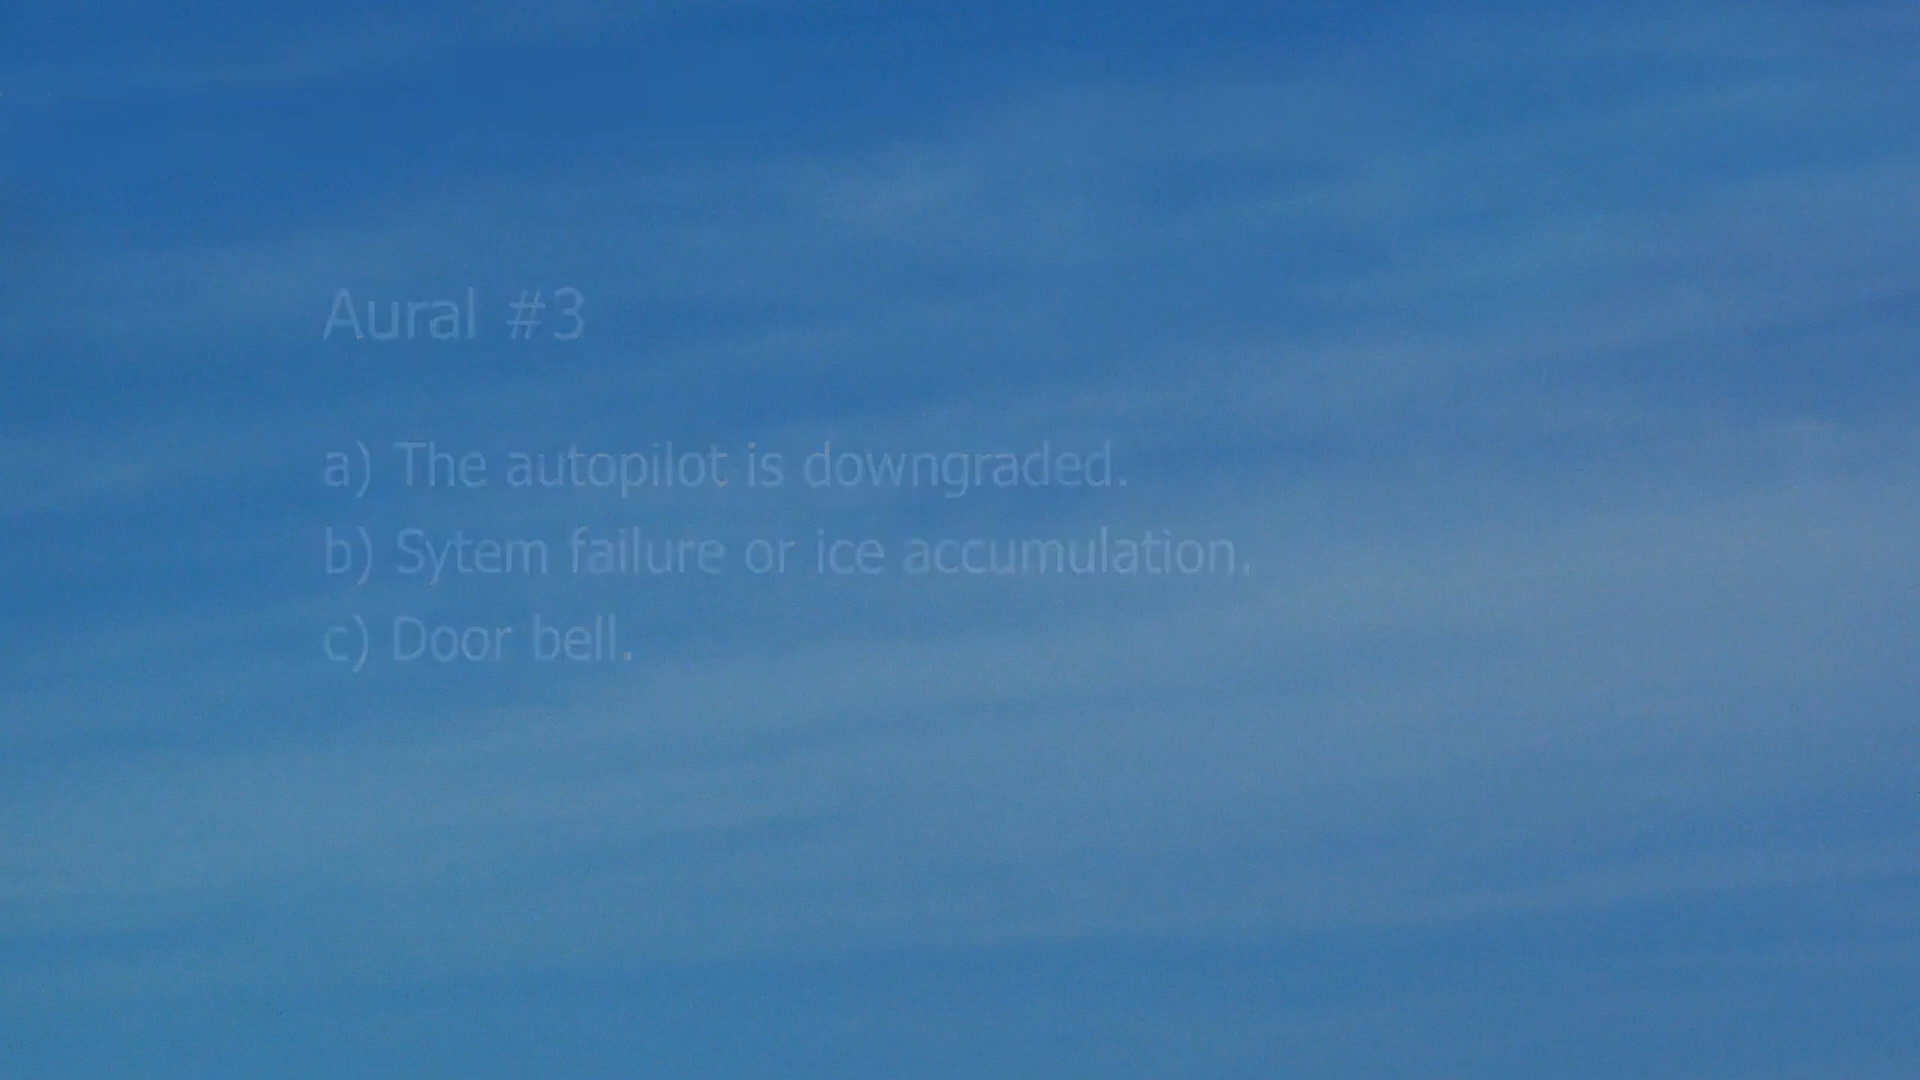 Aural #3
a) The autopilot is downgraded.
b) Sytem failure or ice accumulation.
c) Door bell.